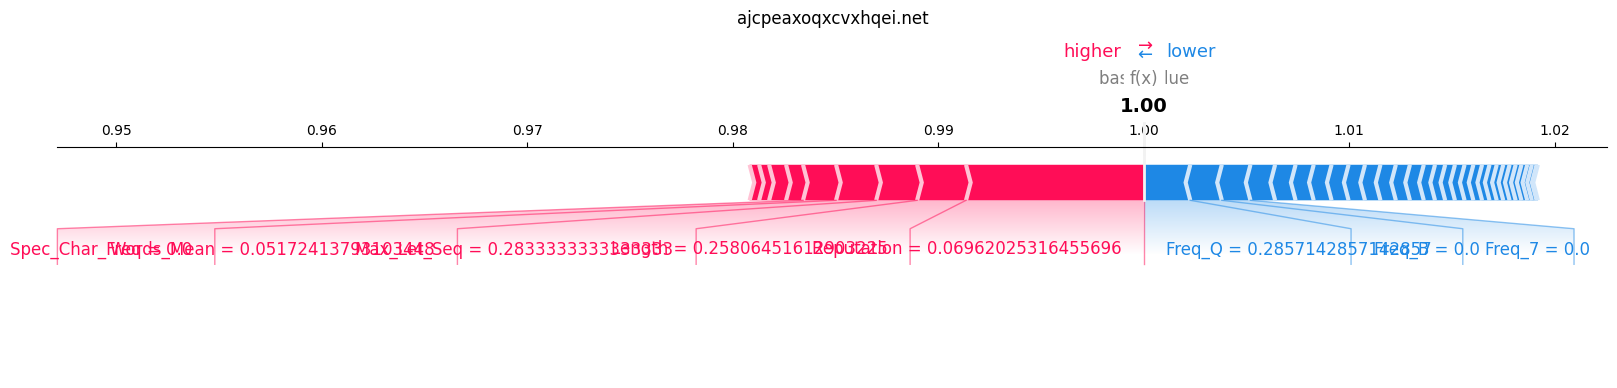 ajcpeaxoqxcvxhqei.net
higher ⇄ lower
f(x)
1.00
0.95 0.96 0.97 0.98 0.99 1.00 1.01 1.02
Spec_Char_Freq = 0.0 Words_Mean = 0.05172413793103448 Max_Let_Seq = 0.2833333333333333 Length = 0.25806451612903225 Reputation = 0.06962025316455696 Freq_Q = 0.2857142857142857 Freq_B = 0.0 Freq_7 = 0.0